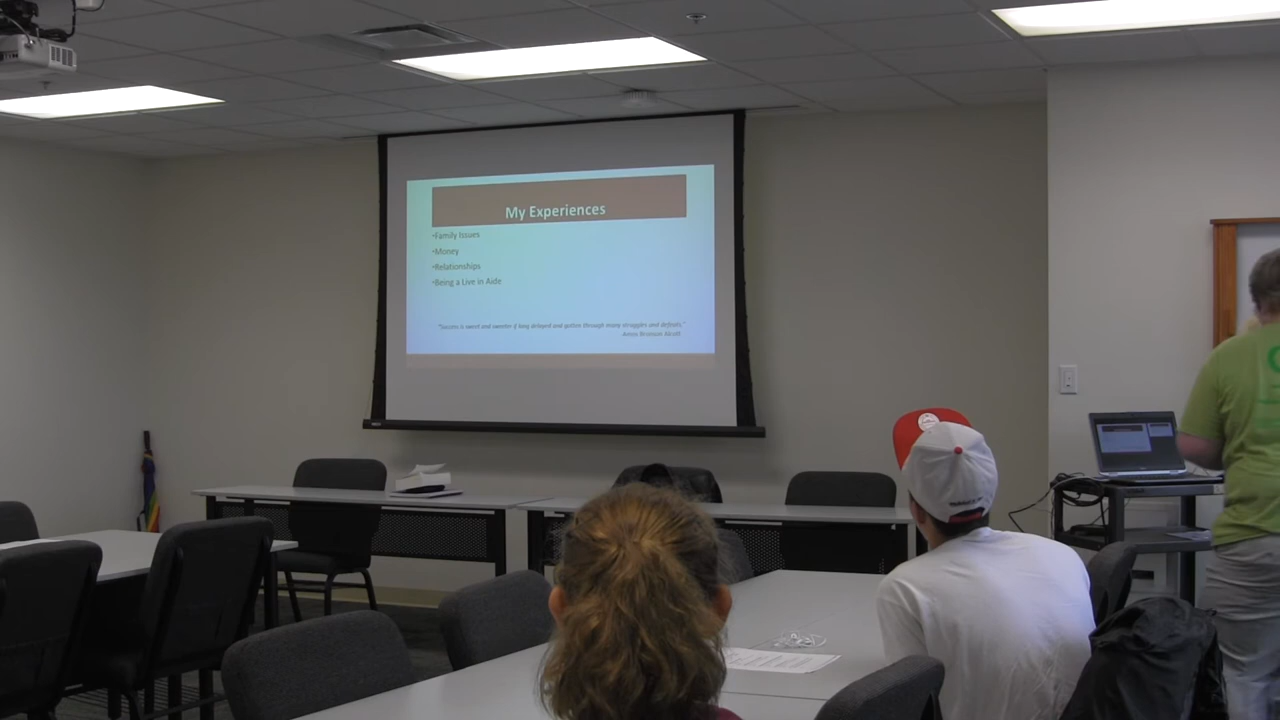 My Experiences
•Family Issues
•Money
•Relationships
•Being a Live in Aide
"Success is sweet and sweeter if long delayed and gotten through many struggles and defeats."
- Amos Bronson Alcott